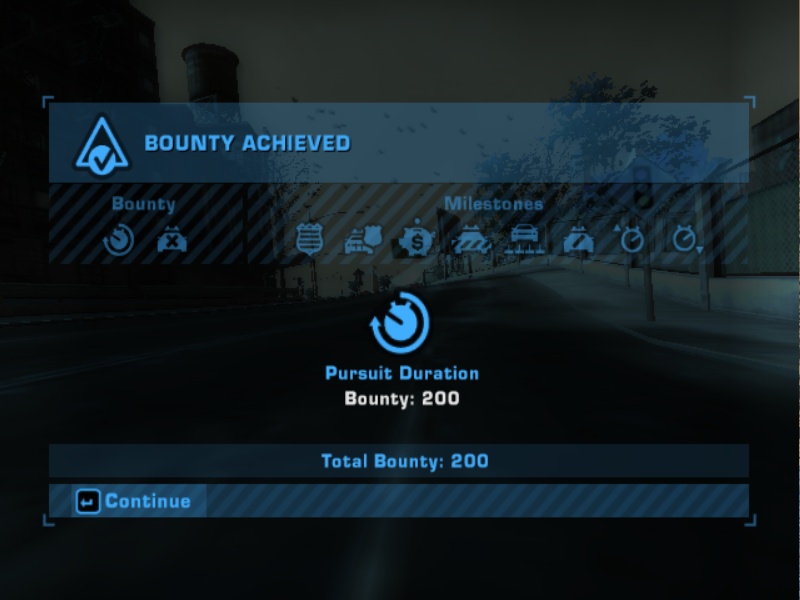 BOUNTY ACHIEVED
Bounty
Milestones
Pursuit Duration
Bounty: 200
Total Bounty: 200
Continue